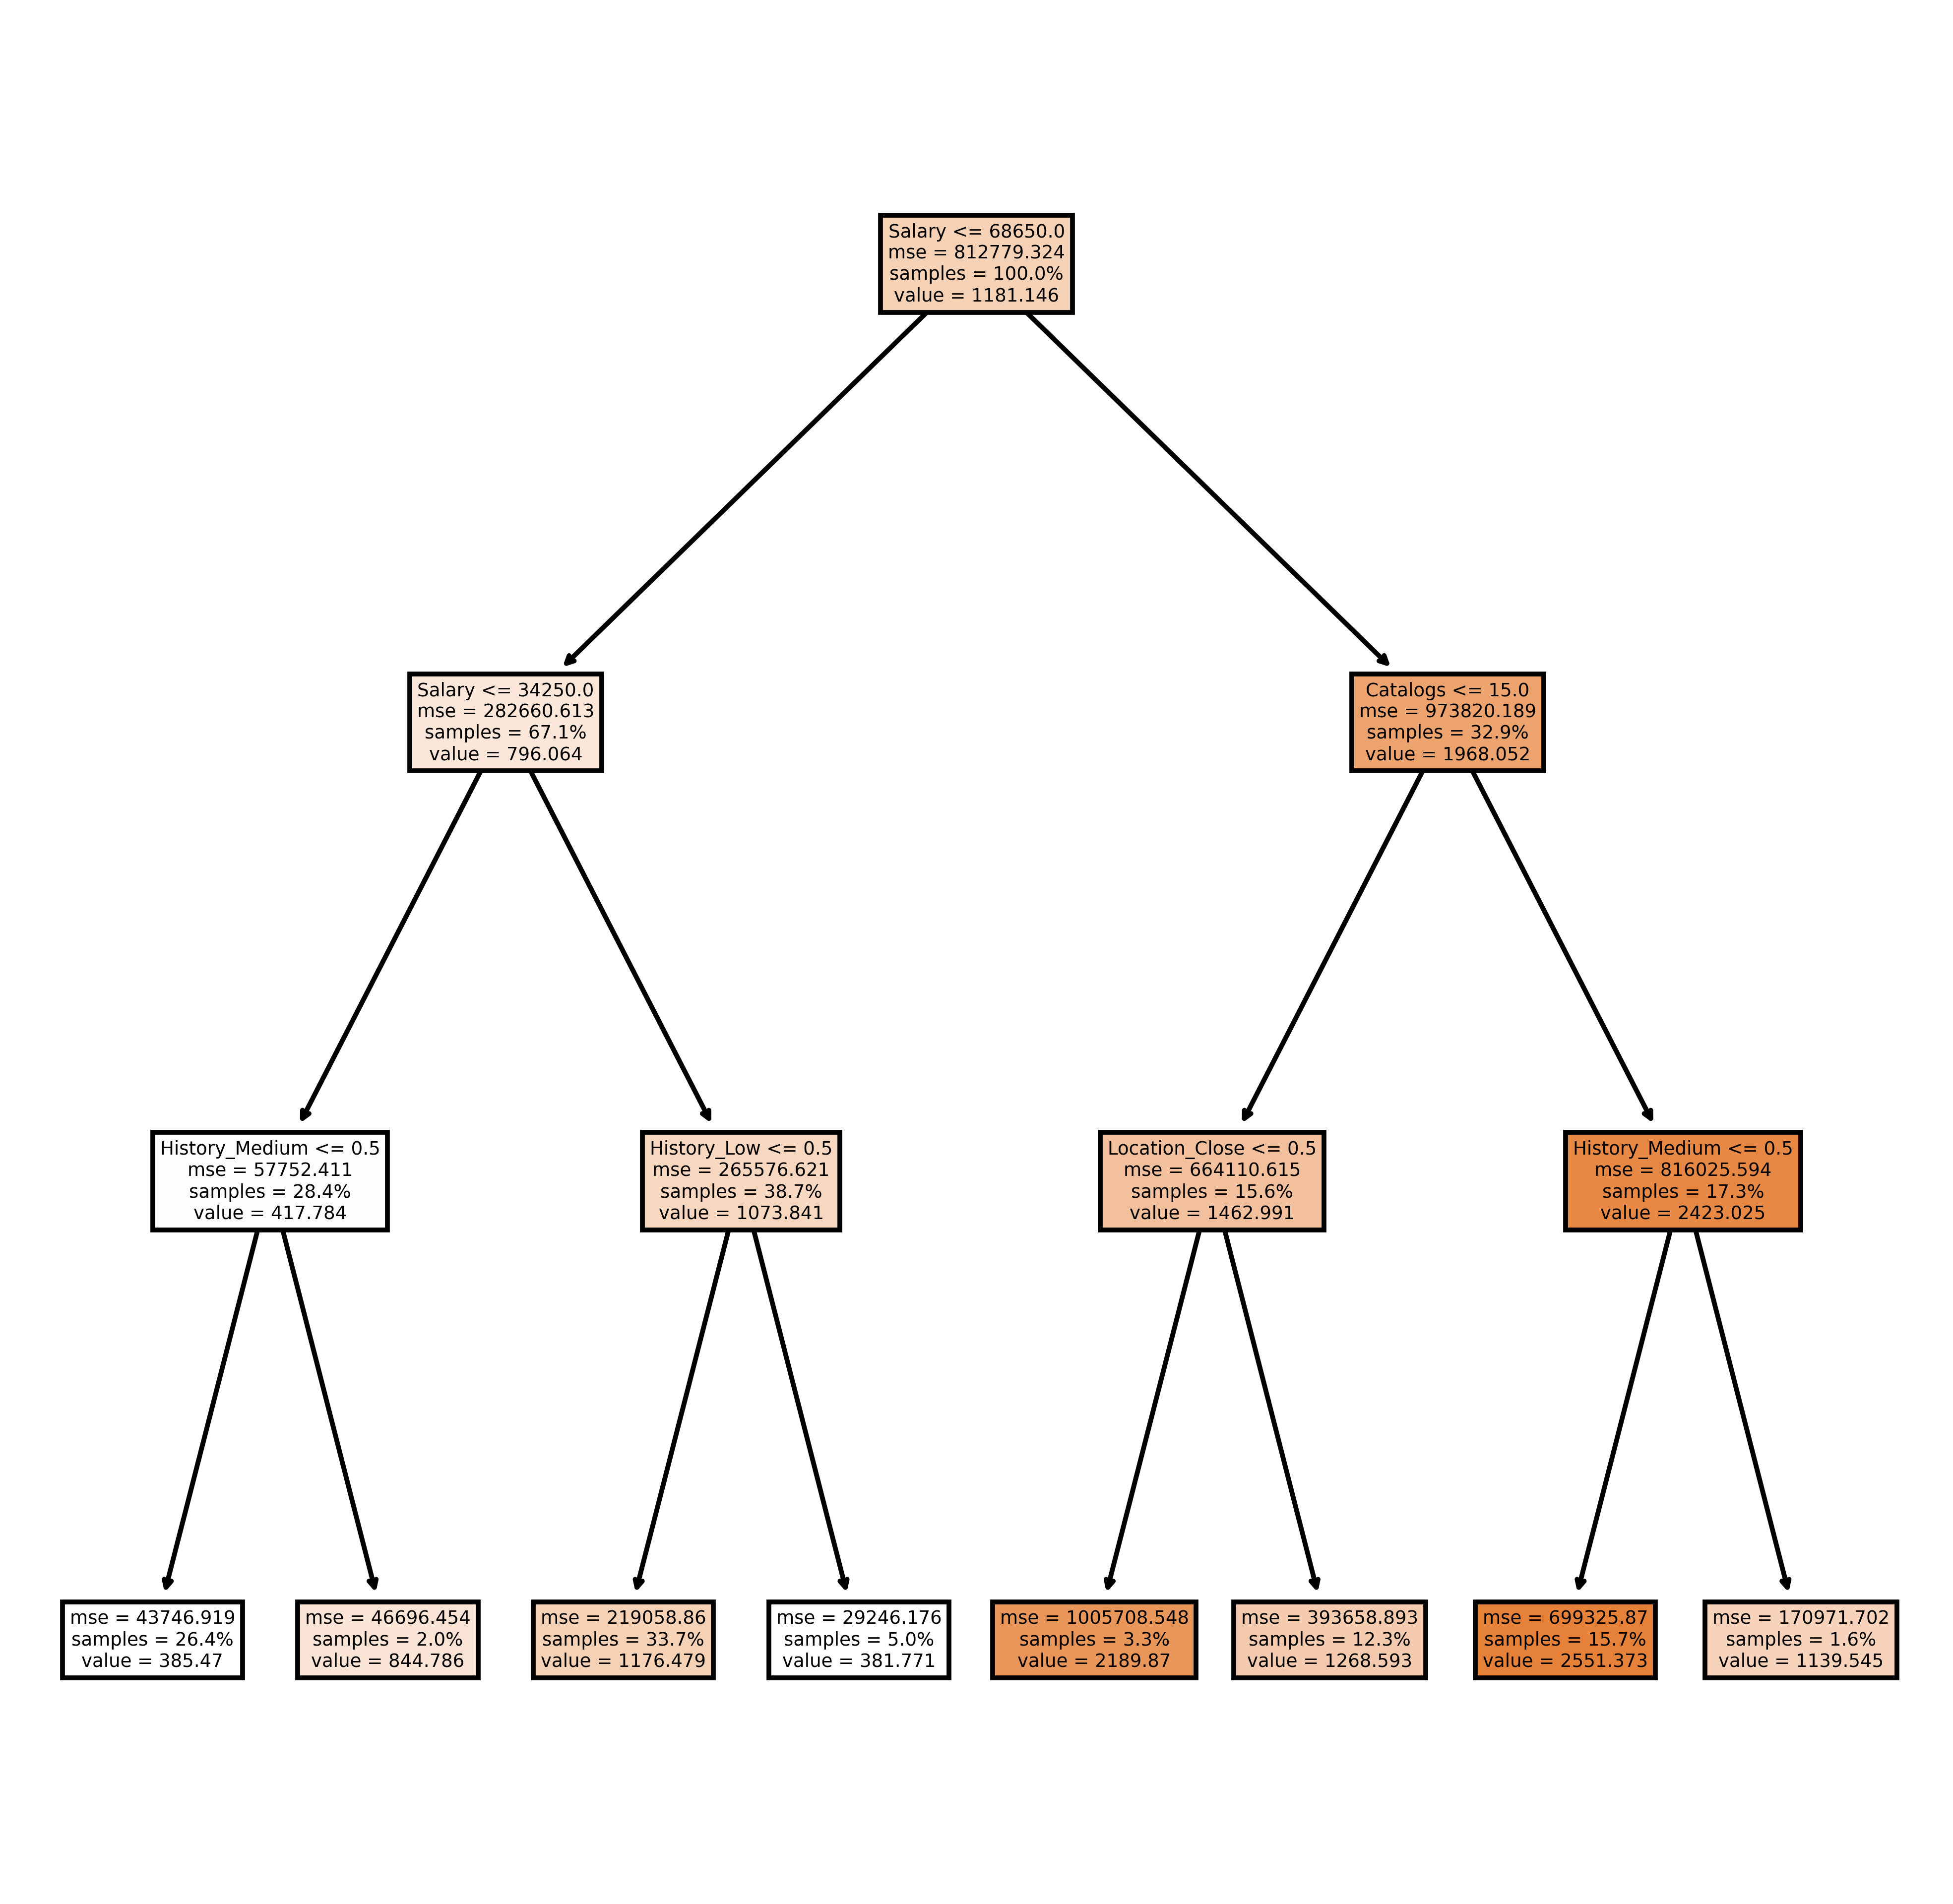 Salary <= 68650.0
mse = 812779.324
samples = 100.0%
value = 1181.146
Salary <= 34250.0
mse = 282660.613
samples = 67.1%
value = 796.064
Catalogs <= 15.0
mse = 973820.189
samples = 32.9%
value = 1968.052
History_Medium <= 0.5
mse = 57752.411
samples = 28.4%
value = 417.784
History_Low <= 0.5
mse = 265576.621
samples = 38.7%
value = 1073.841
Location_Close <= 0.5
mse = 664110.615
samples = 15.6%
value = 1462.991
History_Medium <= 0.5
mse = 816025.594
samples = 17.3%
value = 2423.025
mse = 43746.919
samples = 26.4%
value = 385.47
mse = 46696.454
samples = 2.0%
value = 844.786
mse = 219058.86
samples = 33.7%
value = 1176.479
mse = 29246.176
samples = 5.0%
value = 381.771
mse = 1005708.548
samples = 3.3%
value = 2189.87
mse = 393658.893
samples = 12.3%
value = 1268.593
mse = 699325.87
samples = 15.7%
value = 2551.373
mse = 170971.702
samples = 1.6%
value = 1139.545